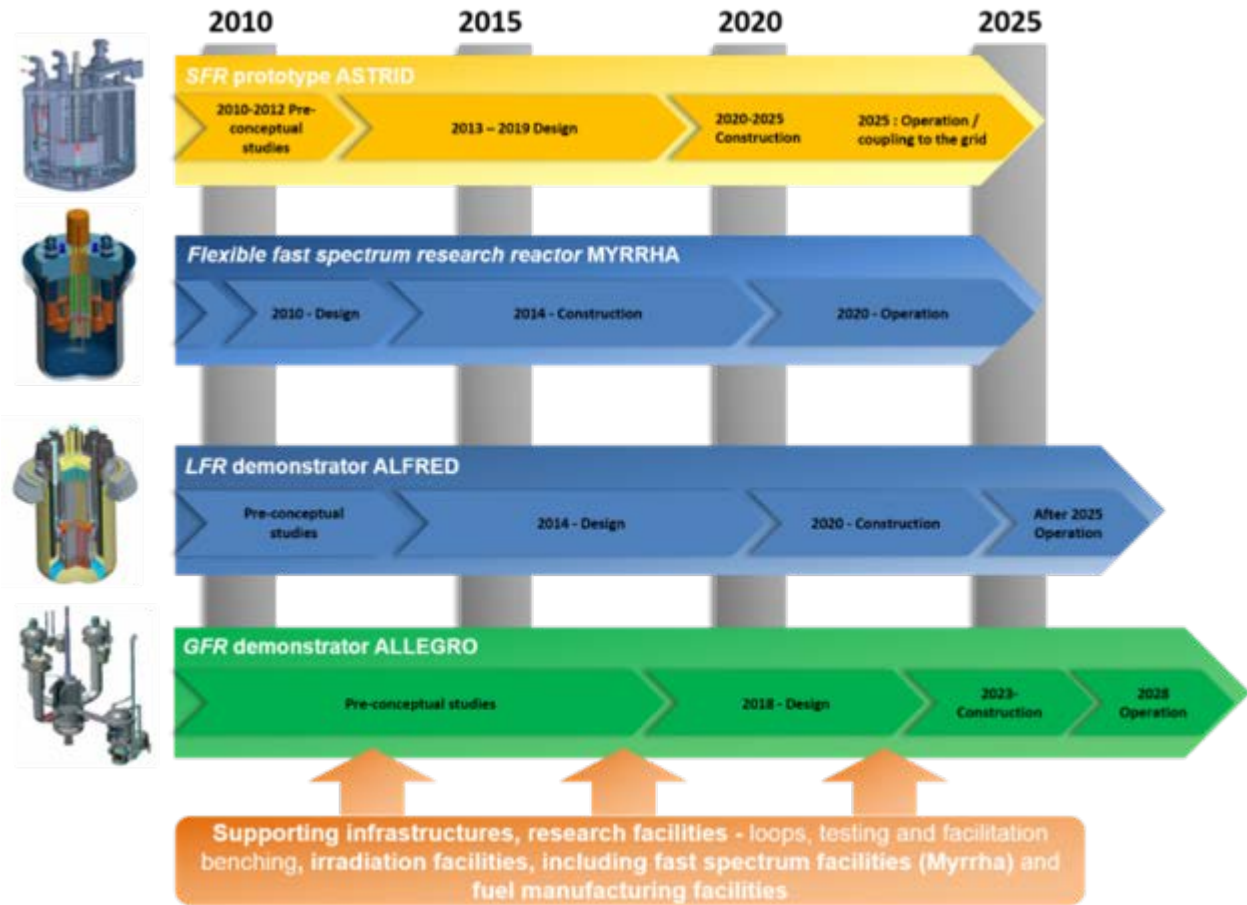 2010 2015 2020 2025
SFR prototype ASTRID
2010-2012 Pre-
conceptual
studies
2013 – 2019 Design
2020-2025
Construction
2025 : Operation /
coupling to the grid
Flexible fast spectrum research reactor MYRRHA
2010 - Design
2014 - Construction
2020 - Operation
LFR demonstrator ALFRED
Pre-conceptual
studies
2014 - Design
2020 - Construction
After 2025
Operation
GFR demonstrator ALLEGRO
Pre-conceptual studies
2018 - Design
2023-
Construction
2028
Operation
Supporting infrastructures, research facilities - loops, testing and facilitation
benching, irradiation facilities, including fast spectrum facilities (Myrrha) and
fuel manufacturing facilities